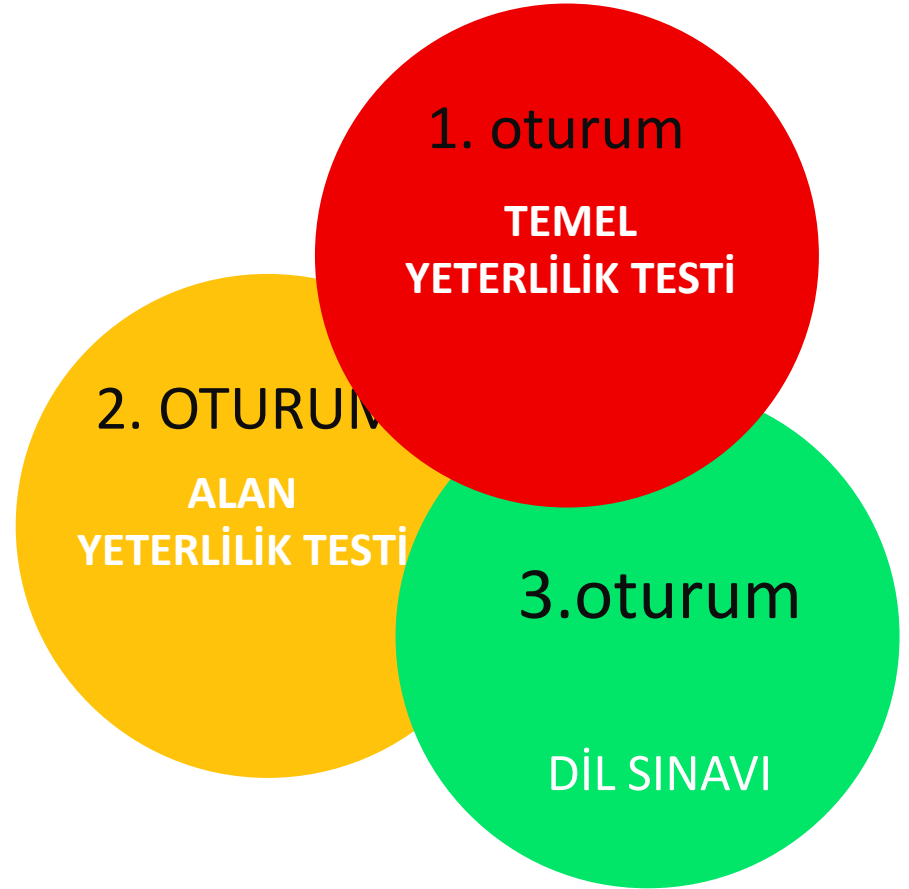 1. oturum
TEMEL
YETERLİLİK TESTİ
2. OTURUM
ALAN
YETERLİLİK TESTİ
3.oturum
DİL SINAVI